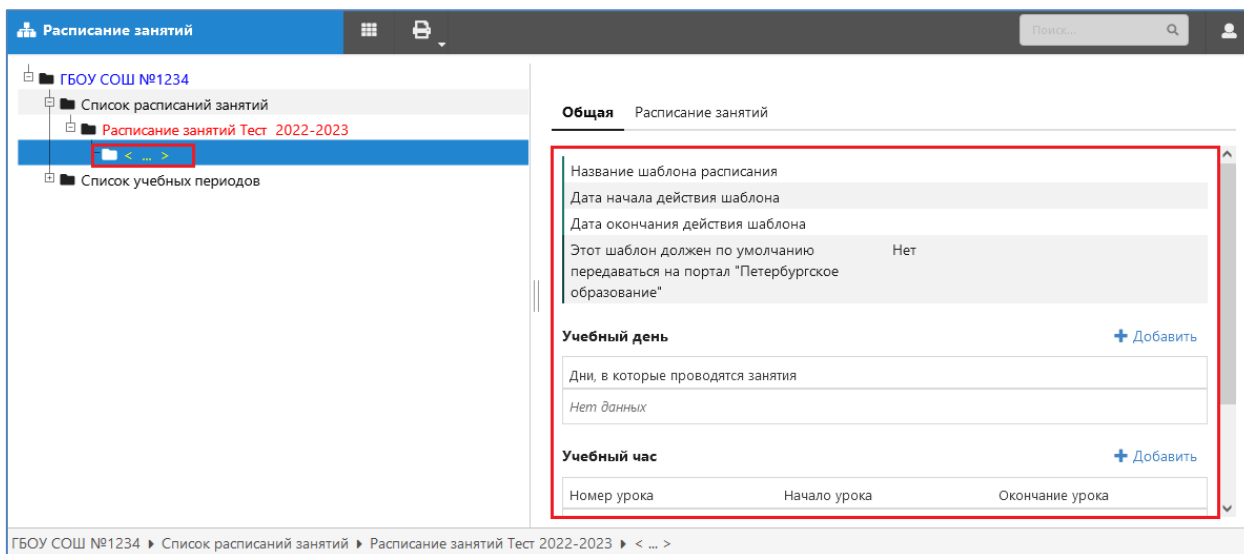 Расписание занятий
Поиск...
ГБОУ СОШ №1234
Список расписаний занятий
Расписание занятий Тест 2022-2023
< ... >
Список учебных периодов
Общая Расписание занятий
Название шаблона расписания
Дата начала действия шаблона
Дата окончания действия шаблона
Этот шаблон должен по умолчанию Нет
передаваться на портал "Петербургское
образование"
Учебный день Добавить
Дни, в которые проводятся занятия
Нет данных
Учебный час Добавить
Номер урока Начало урока Окончание урока
ГБОУ СОШ №1234 Список расписаний занятий Расписание занятий Тест 2022-2023 < ... >